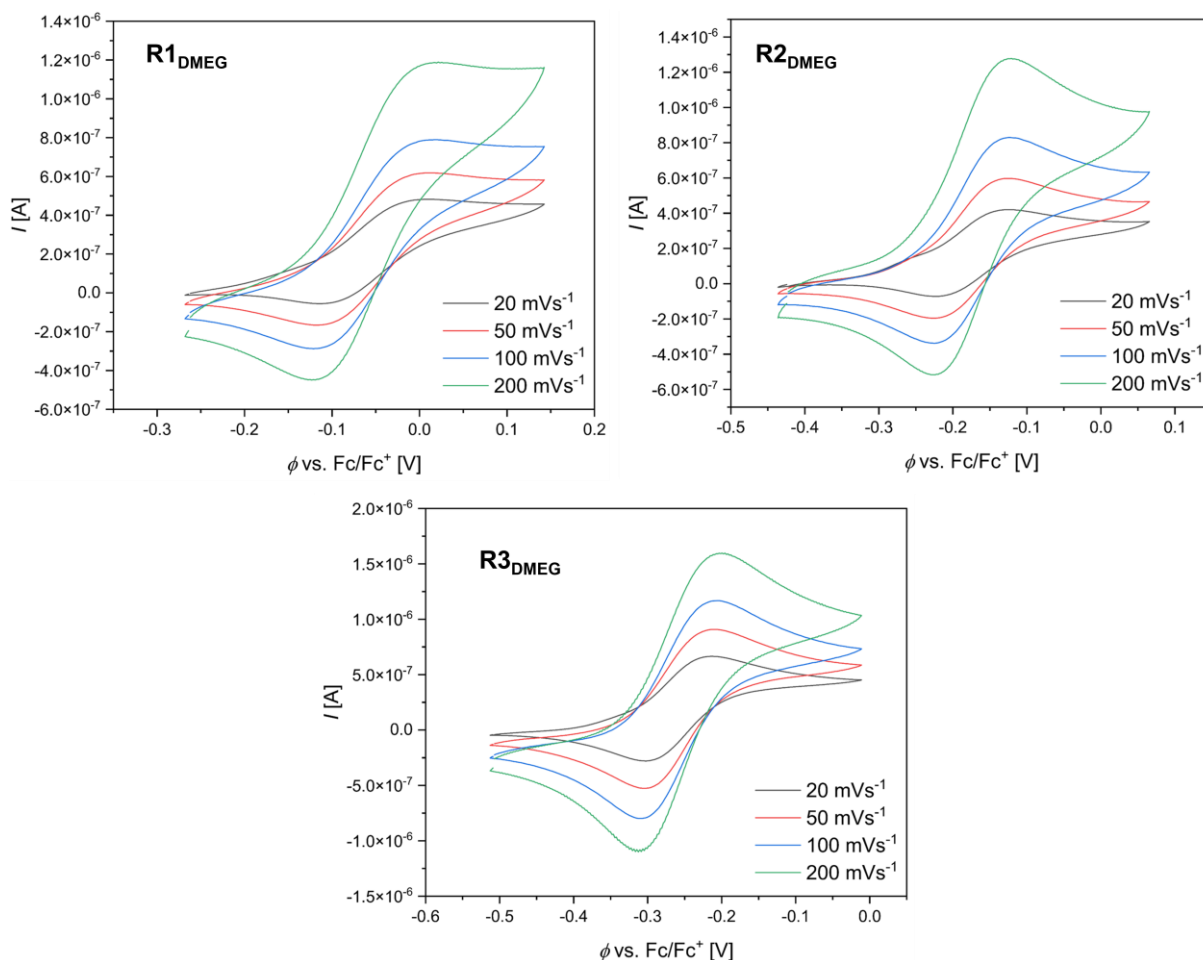 R1DMEG
1.4×10⁻⁶
1.2×10⁻⁶
1.0×10⁻⁶
8.0×10⁻⁷
6.0×10⁻⁷
4.0×10⁻⁷
2.0×10⁻⁷
0.0
-2.0×10⁻⁷
-4.0×10⁻⁷
-6.0×10⁻⁷
I [A]
20 mVs⁻¹
50 mVs⁻¹
100 mVs⁻¹
200 mVs⁻¹
-0.3 -0.2 -0.1 0.0 0.1 0.2
ϕ vs. Fc/Fc⁺ [V]
R2DMEG
1.4×10⁻⁶
1.2×10⁻⁶
1.0×10⁻⁶
8.0×10⁻⁷
6.0×10⁻⁷
4.0×10⁻⁷
2.0×10⁻⁷
0.0
-2.0×10⁻⁷
-4.0×10⁻⁷
-6.0×10⁻⁷
I [A]
20 mVs⁻¹
50 mVs⁻¹
100 mVs⁻¹
200 mVs⁻¹
-0.5 -0.4 -0.3 -0.2 -0.1 0.0 0.1
ϕ vs. Fc/Fc⁺ [V]
R3DMEG
2.0×10⁻⁶
1.5×10⁻⁶
1.0×10⁻⁶
5.0×10⁻⁷
0.0
-5.0×10⁻⁷
-1.0×10⁻⁶
-1.5×10⁻⁶
I [A]
20 mVs⁻¹
50 mVs⁻¹
100 mVs⁻¹
200 mVs⁻¹
-0.6 -0.5 -0.4 -0.3 -0.2 -0.1 0.0
ϕ vs. Fc/Fc⁺ [V]